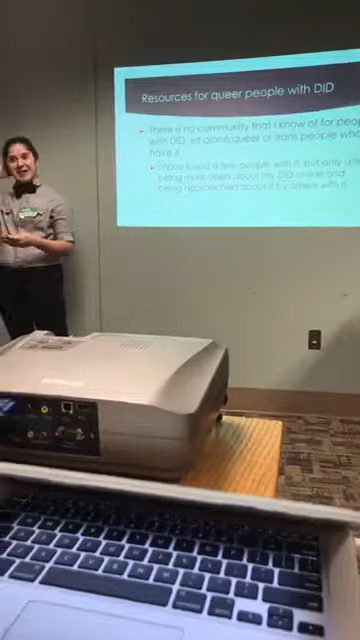 Resources for queer people with DID
There is no community that I know of for peop
with DID, let alone queer or trans people who
have it
I have found a few people with it, but only
being more open about my DID online and
being approached about it by others with it